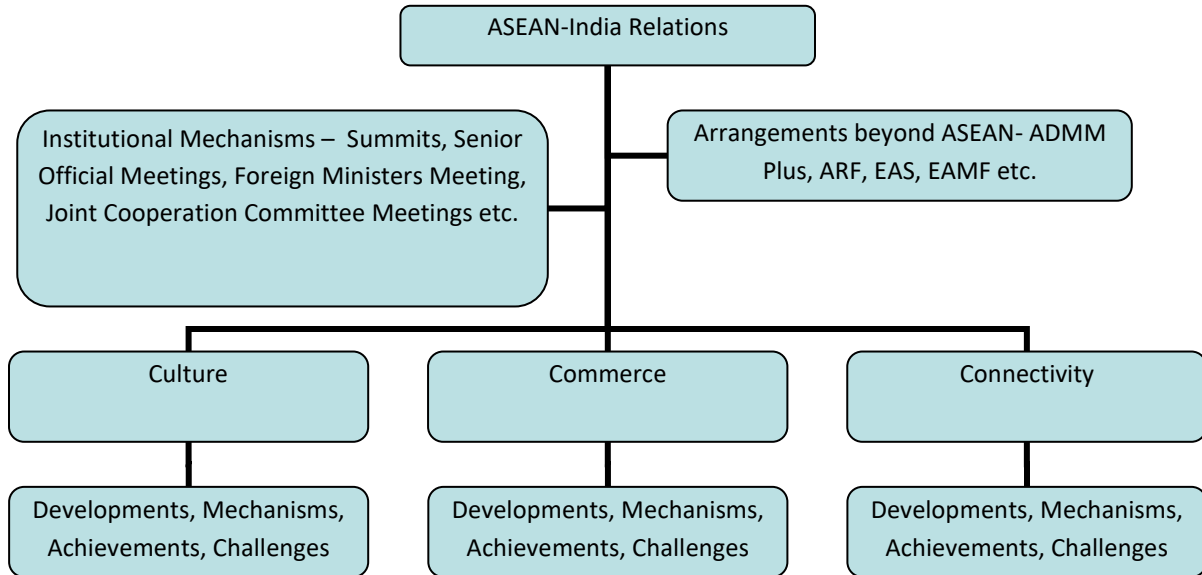 ASEAN-India Relations
Institutional Mechanisms – Summits, Senior
Official Meetings, Foreign Ministers Meeting,
Joint Cooperation Committee Meetings etc.
Arrangements beyond ASEAN- ADMM
Plus, ARF, EAS, EAMF etc.
Culture
Commerce
Connectivity
Developments, Mechanisms,
Achievements, Challenges
Developments, Mechanisms,
Achievements, Challenges
Developments, Mechanisms,
Achievements, Challenges